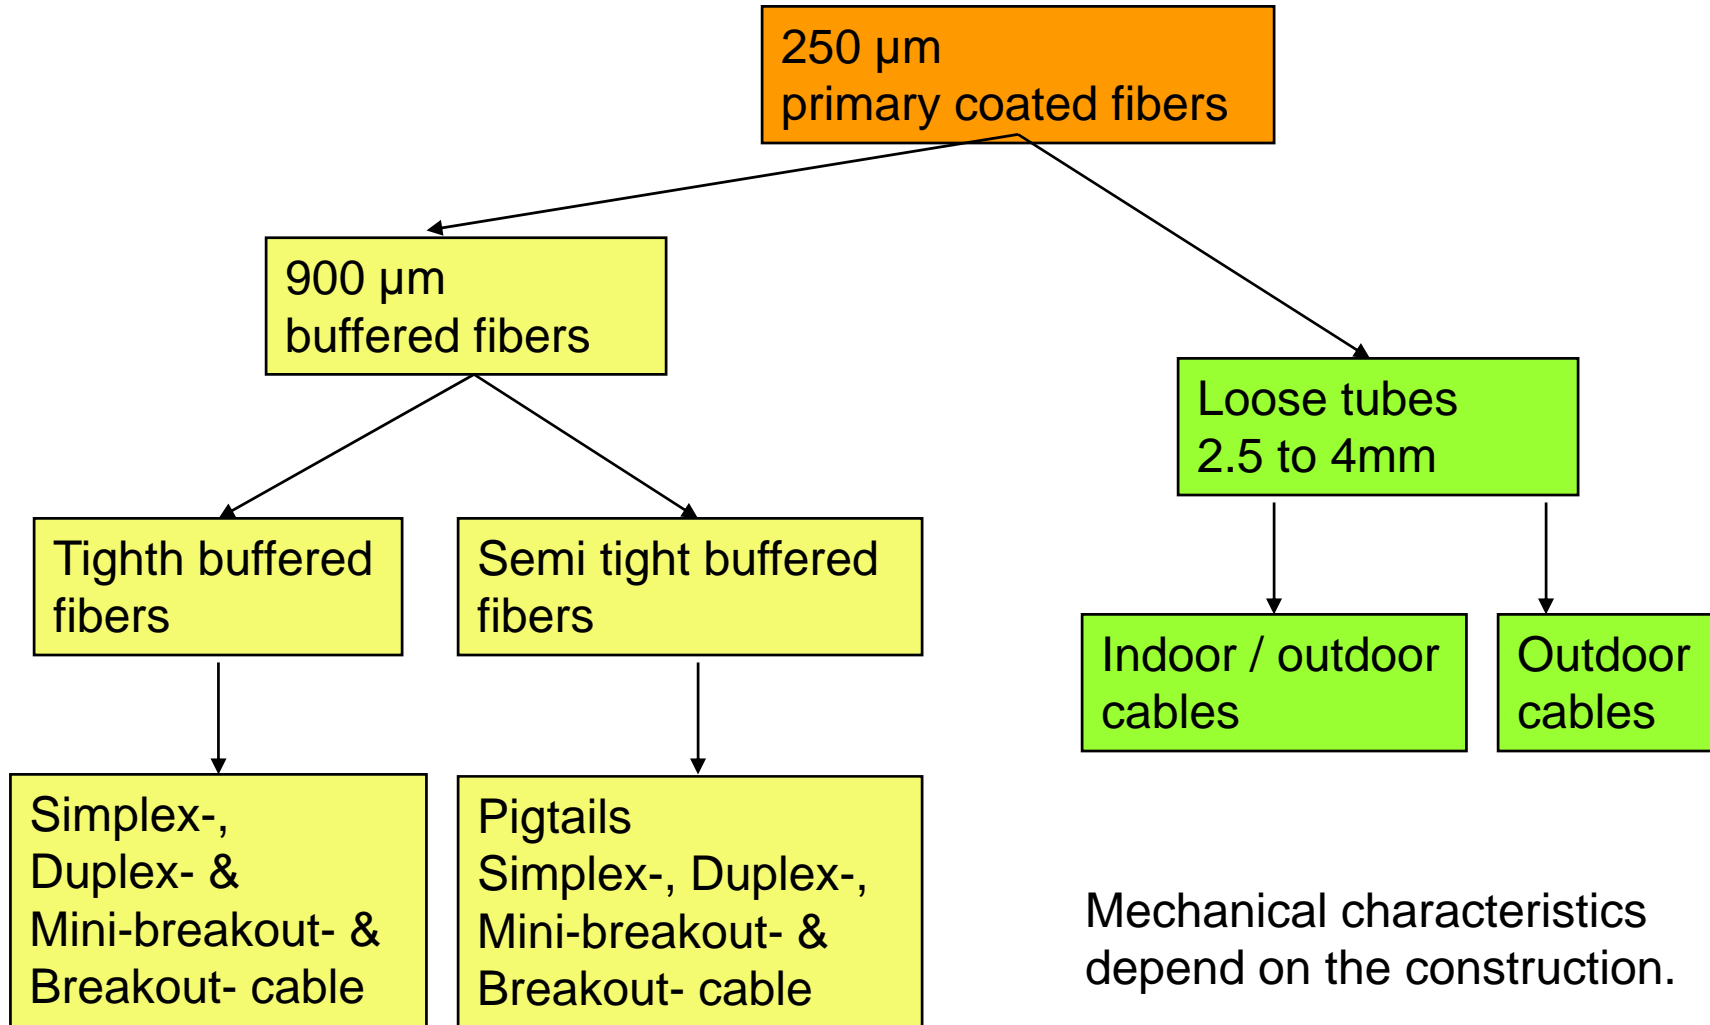 250 µm
primary coated fibers
900 µm
buffered fibers
Loose tubes
2.5 to 4mm
Tighth buffered
fibers
Semi tight buffered
fibers
Indoor / outdoor
cables
Outdoor
cables
Simplex-,
Duplex- &
Mini-breakout- &
Breakout- cable
Pigtails
Simplex-, Duplex-,
Mini-breakout- &
Breakout- cable
Mechanical characteristics
depend on the construction.